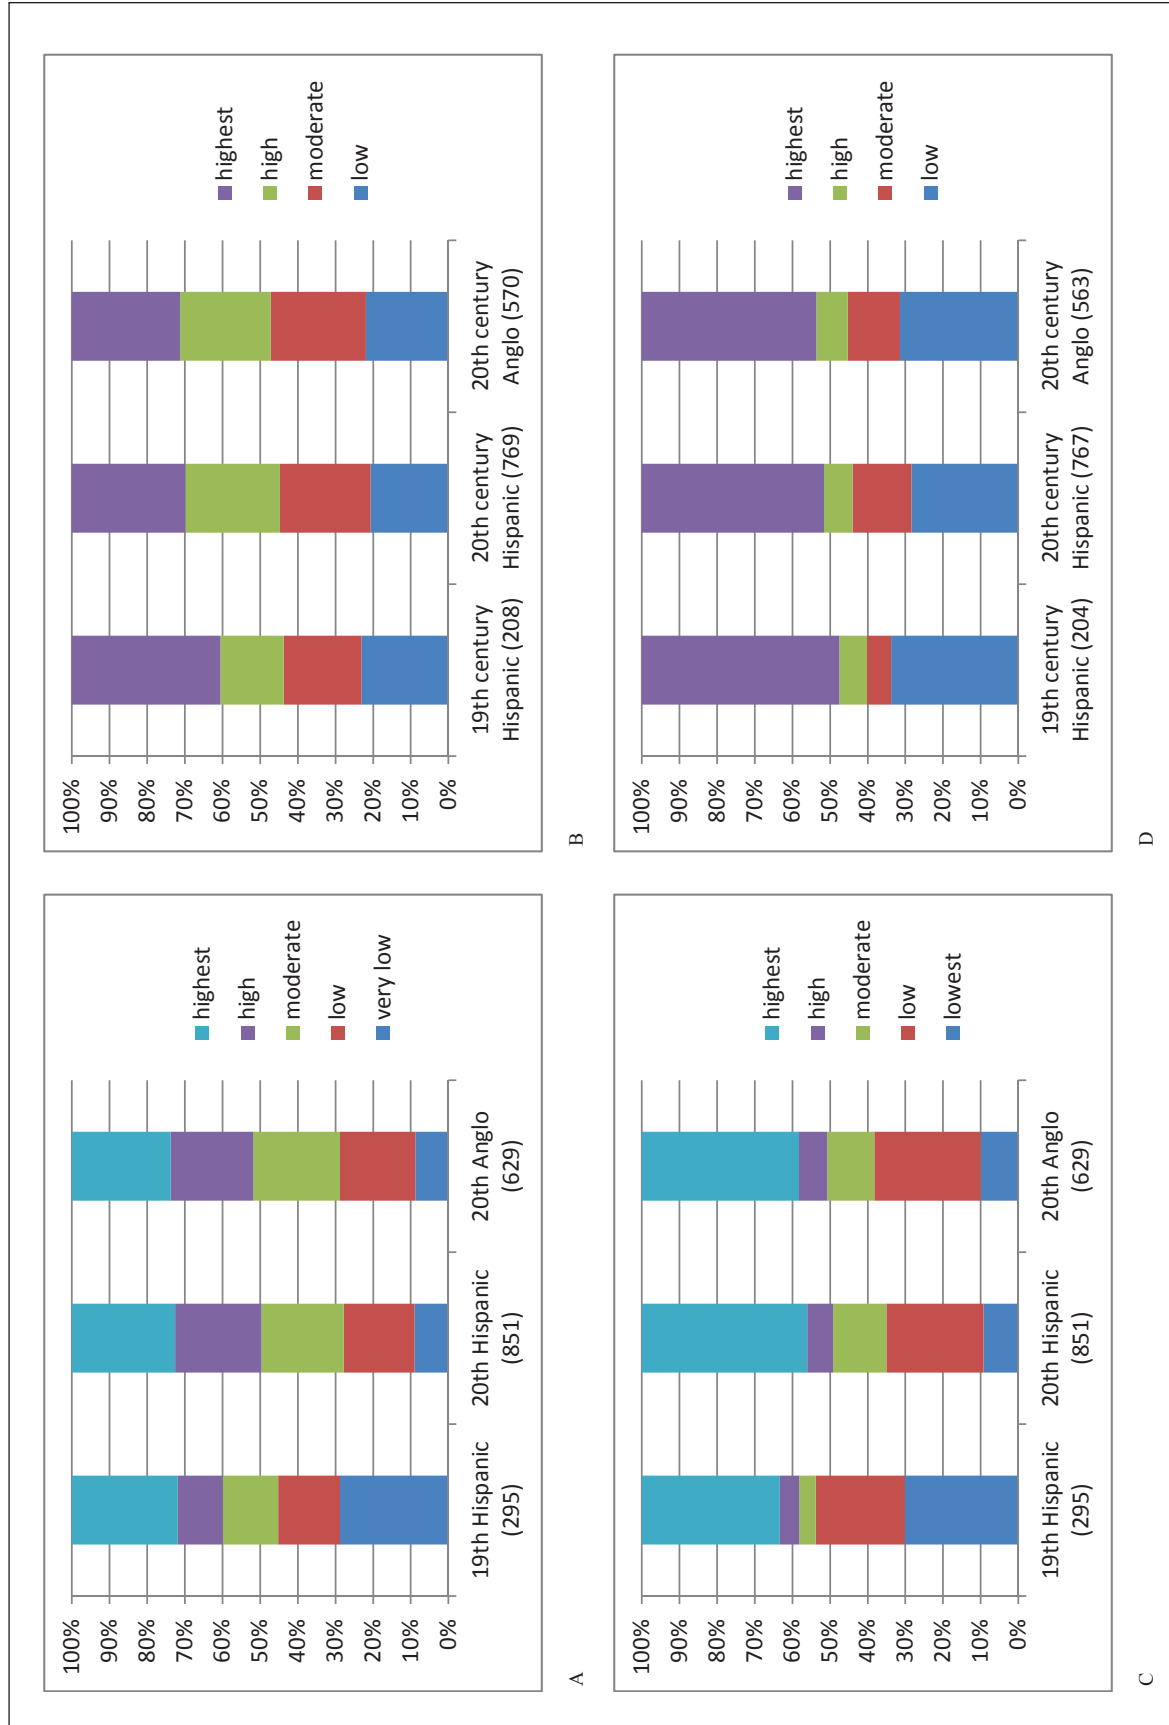 100%
90%
80%
70%
60%
50%
40%
30%
20%
10%
0%
19th Hispanic
(295)
20th Hispanic
(851)
20th Anglo
(629)
highest
high
moderate
low
very low
A
100%
90%
80%
70%
60%
50%
40%
30%
20%
10%
0%
19th century
Hispanic (208)
20th century
Hispanic (769)
20th century
Anglo (570)
highest
high
moderate
low
B
100%
90%
80%
70%
60%
50%
40%
30%
20%
10%
0%
19th Hispanic
(295)
20th Hispanic
(851)
20th Anglo
(629)
highest
high
moderate
low
lowest
C
100%
90%
80%
70%
60%
50%
40%
30%
20%
10%
0%
19th century
Hispanic (204)
20th century
Hispanic (767)
20th century
Anglo (563)
highest
high
moderate
low
D